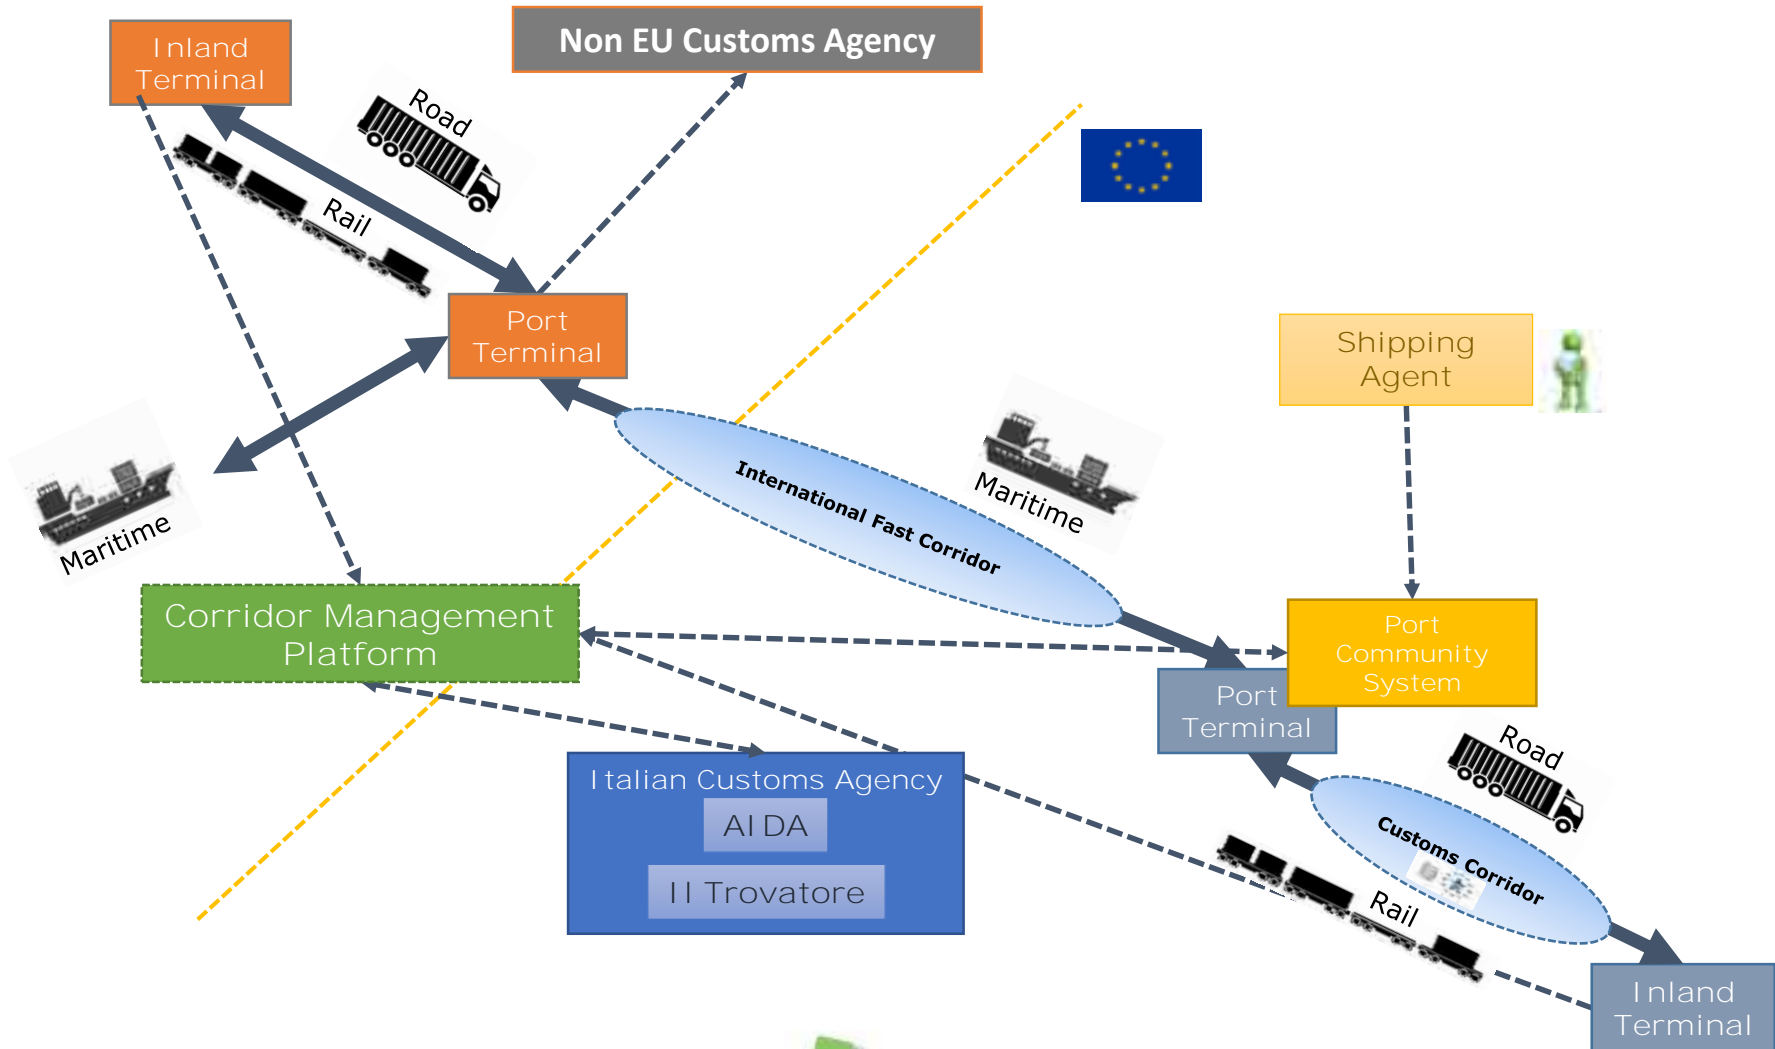 Inland
Terminal
Non EU Customs Agency
Road
Rail
Port
Terminal
Shipping
Agent
Maritime
International Fast Corridor
Maritime
Corridor Management
Platform
Port
Community
System
Port
Terminal
Road
Italian Customs Agency
AIDA
Il Trovatore
Customs Corridor
Rail
Inland
Terminal